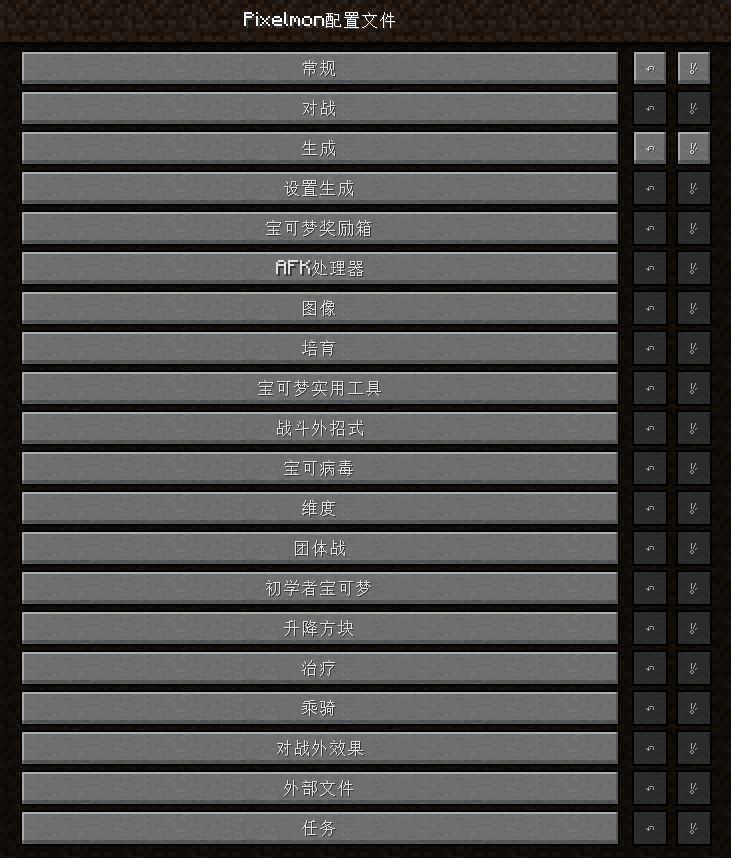 Pixelmon配置文件
常规
对战
生成
设置生成
宝可梦奖励箱
AFK处理器
图像
培育
宝可梦实用工具
战斗外招式
宝可病毒
维度
团体战
初学者宝可梦
升降方块
治疗
乘骑
对战外效果
外部文件
任务